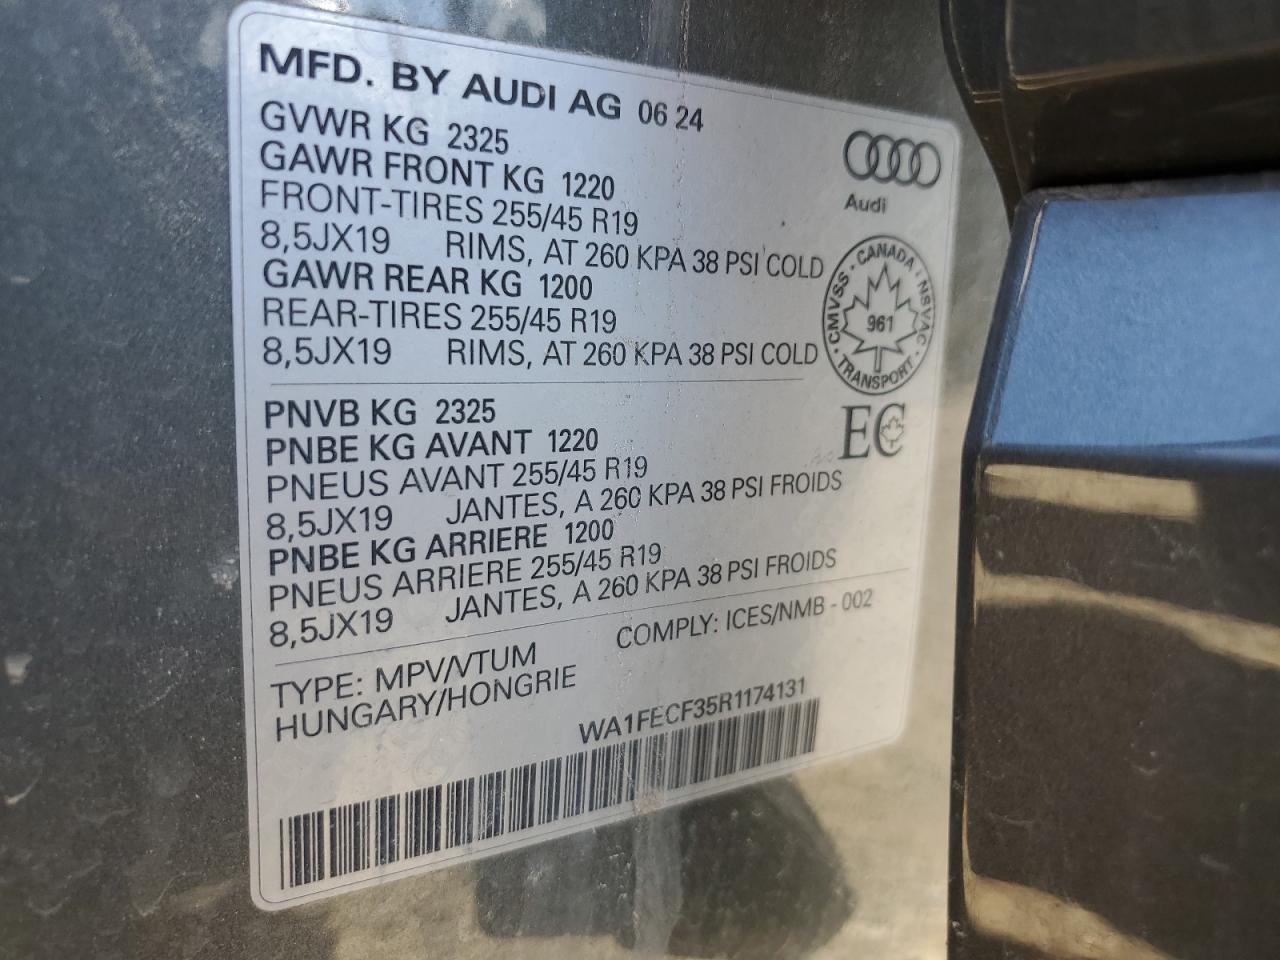 MFD. BY AUDI AG 06 24
GVWR KG 2325
GAWR FRONT KG 1220
FRONT-TIRES 255/45 R19
8,5JX19 RIMS, AT 260 KPA 38 PSI COLD
GAWR REAR KG 1200
REAR-TIRES 255/45 R19
8,5JX19 RIMS, AT 260 KPA 38 PSI COLD
Audi
CMVSS · CANADA · NSVAC · TRANSPORT ·
961
EC
PNVB KG 2325
PNBE KG AVANT 1220
PNEUS AVANT 255/45 R19
8,5JX19 JANTES, A 260 KPA 38 PSI FROIDS
PNBE KG ARRIERE 1200
PNEUS ARRIERE 255/45 R19
8,5JX19 JANTES, A 260 KPA 38 PSI FROIDS
TYPE: MPV/VTUM COMPLY: ICES/NMB - 002
HUNGARY/HONGRIE
WA1FECF35R1174131